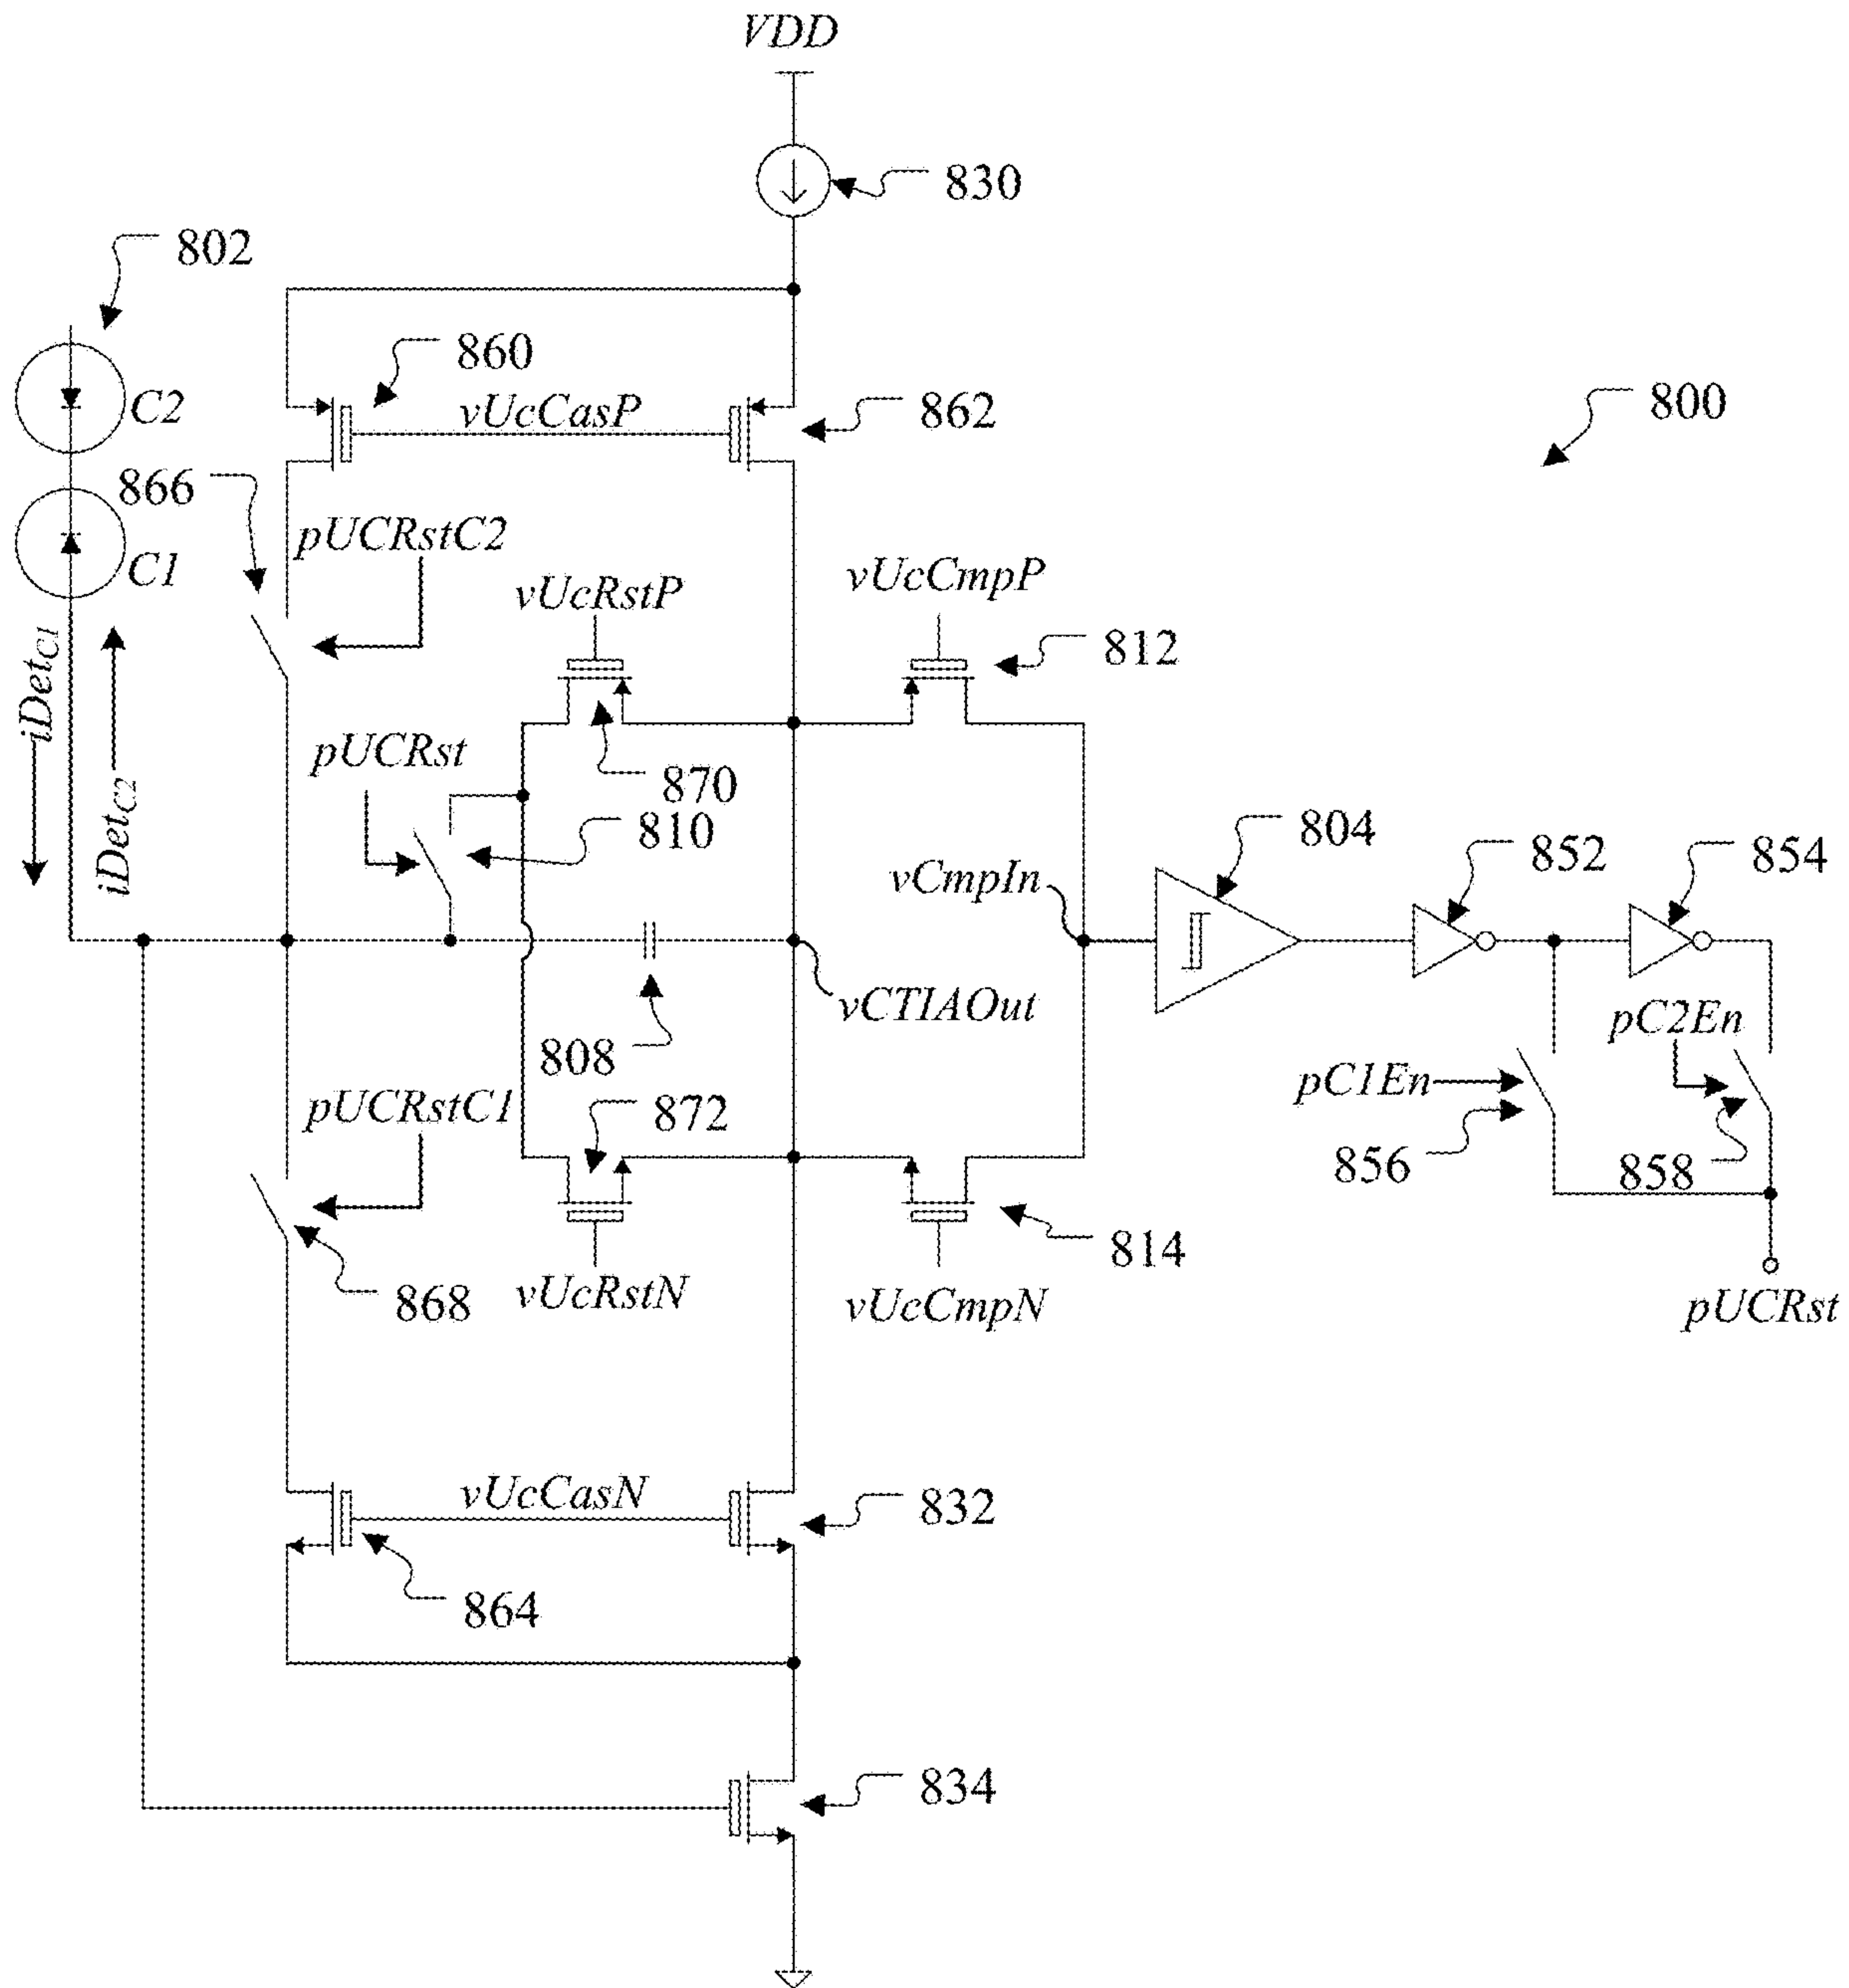 VDD
830
802
860
C2
vUcCasP
862
800
866
pUCRstC2
C1
vUcRstP
vUcCmpP
812
iDetC1
pUCRst
870
810
804
iDetC2
vCmpIn
852
854
vCTIAOut
808
pC2En
pC1En
pUCRstC1
872
856
858
814
868
vUcRstN
vUcCmpN
pUCRst
vUcCasN
832
864
834